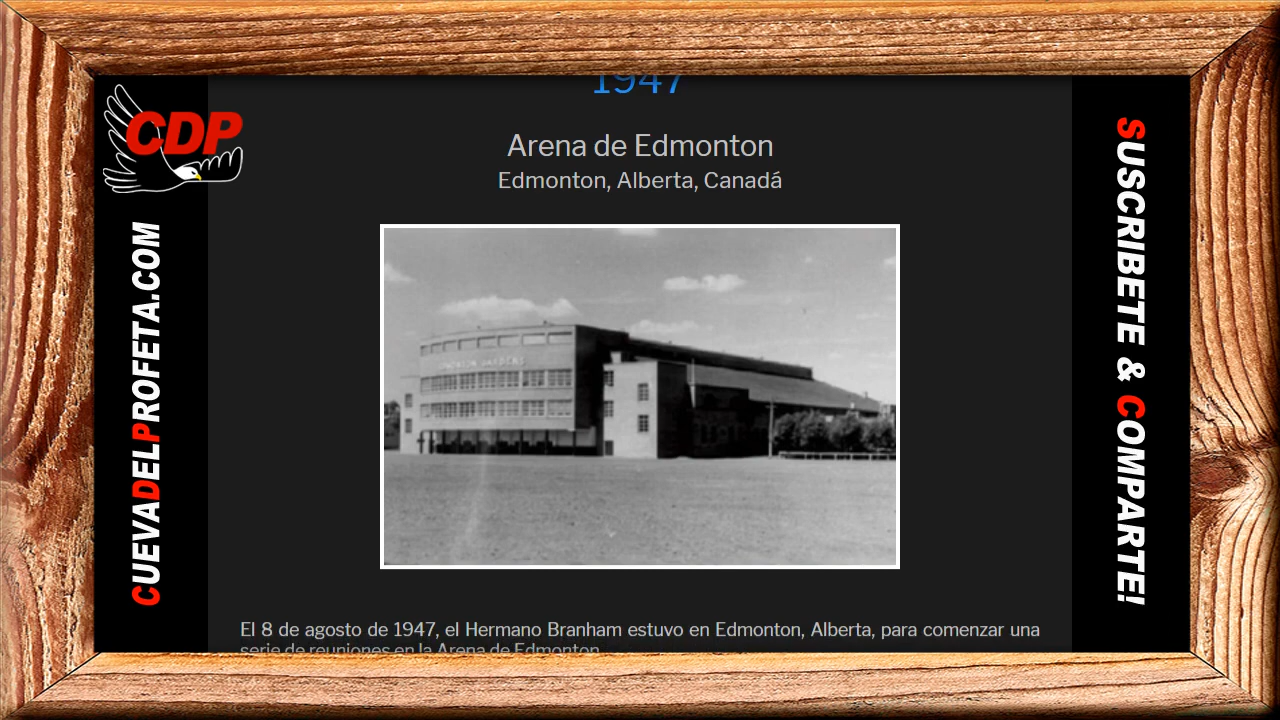 1947
CDP
Arena de Edmonton
Edmonton, Alberta, Canadá
CUEVADELPROFETA.COM
SUSCRIBETE & COMPARTE!
GARDENS
El 8 de agosto de 1947, el Hermano Branham estuvo en Edmonton, Alberta, para comenzar una
serie de reuniones en la Arena de Edmonton